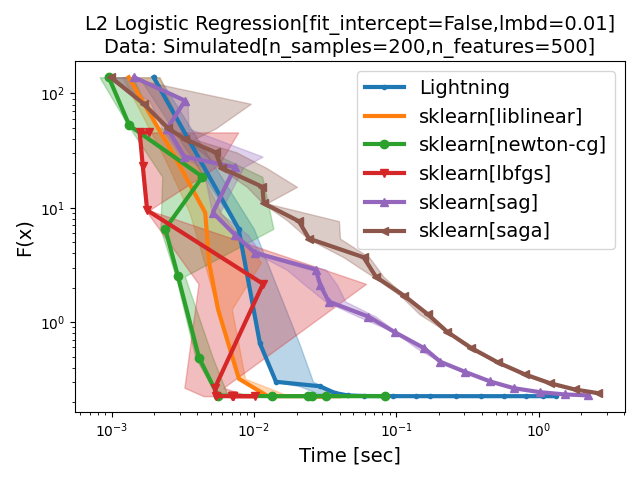 L2 Logistic Regression[fit_intercept=False,lmbd=0.01]
Data: Simulated[n_samples=200,n_features=500]
Lightning
sklearn[liblinear]
sklearn[newton-cg]
sklearn[lbfgs]
sklearn[sag]
sklearn[saga]
F(x)
10²
10¹
10⁰
10⁻³ 10⁻² 10⁻¹ 10⁰
Time [sec]